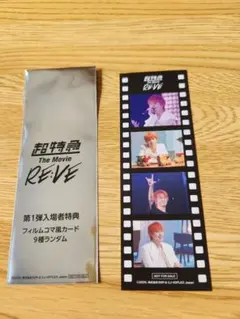 超特急
The Movie
RE:VE
第1弾入場者特典
フィルムコマ風カード
9種ランダム
超特急
The Movie
RE:VE
NOT FOR SALE